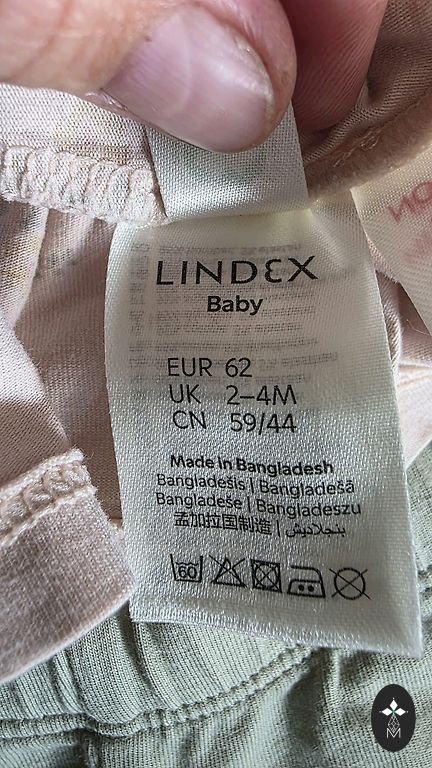 LINDEX
Baby
EUR 62
UK 2–4M
CN 59/44
Made in Bangladesh
Bangladešis | Bangladešā
Bangladeše | Bangladeszu
孟加拉国制造 | بنجلاديش
60